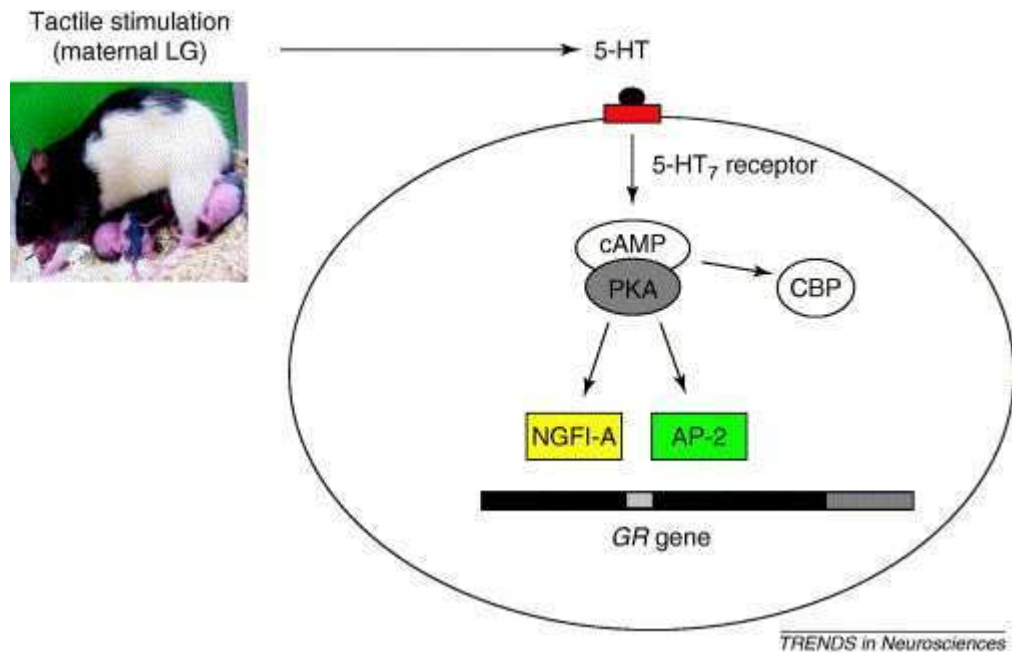 Tactile stimulation
(maternal LG)
5-HT
5-HT₇ receptor
cAMP
PKA
CBP
NGFI-A
AP-2
GR gene
TRENDS in Neurosciences